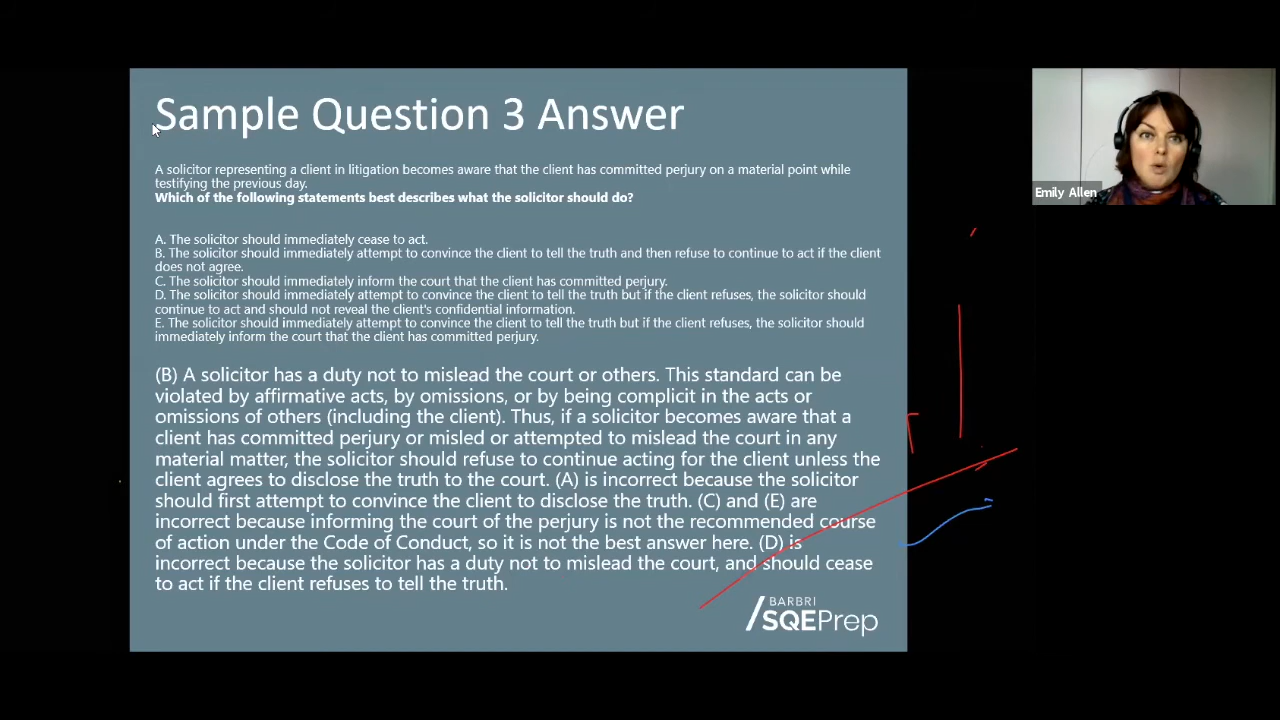 Sample Question 3 Answer
A solicitor representing a client in litigation becomes aware that the client has committed perjury on a material point while
testifying the previous day.
Which of the following statements best describes what the solicitor should do?
A. The solicitor should immediately cease to act.
B. The solicitor should immediately attempt to convince the client to tell the truth and then refuse to continue to act if the client
does not agree.
C. The solicitor should immediately inform the court that the client has committed perjury.
D. The solicitor should immediately attempt to convince the client to tell the truth but if the client refuses, the solicitor should
continue to act and should not reveal the client's confidential information.
E. The solicitor should immediately attempt to convince the client to tell the truth but if the client refuses, the solicitor should
immediately inform the court that the client has committed perjury.
(B) A solicitor has a duty not to mislead the court or others. This standard can be
violated by affirmative acts, by omissions, or by being complicit in the acts or
omissions of others (including the client). Thus, if a solicitor becomes aware that a
client has committed perjury or misled or attempted to mislead the court in any
material matter, the solicitor should refuse to continue acting for the client unless the
client agrees to disclose the truth to the court. (A) is incorrect because the solicitor
should first attempt to convince the client to disclose the truth. (C) and (E) are
incorrect because informing the court of the perjury is not the recommended course
of action under the Code of Conduct, so it is not the best answer here. (D) is
incorrect because the solicitor has a duty not to mislead the court, and should cease
to act if the client refuses to tell the truth.
BARBRI
SQEPrep
Emily Allen